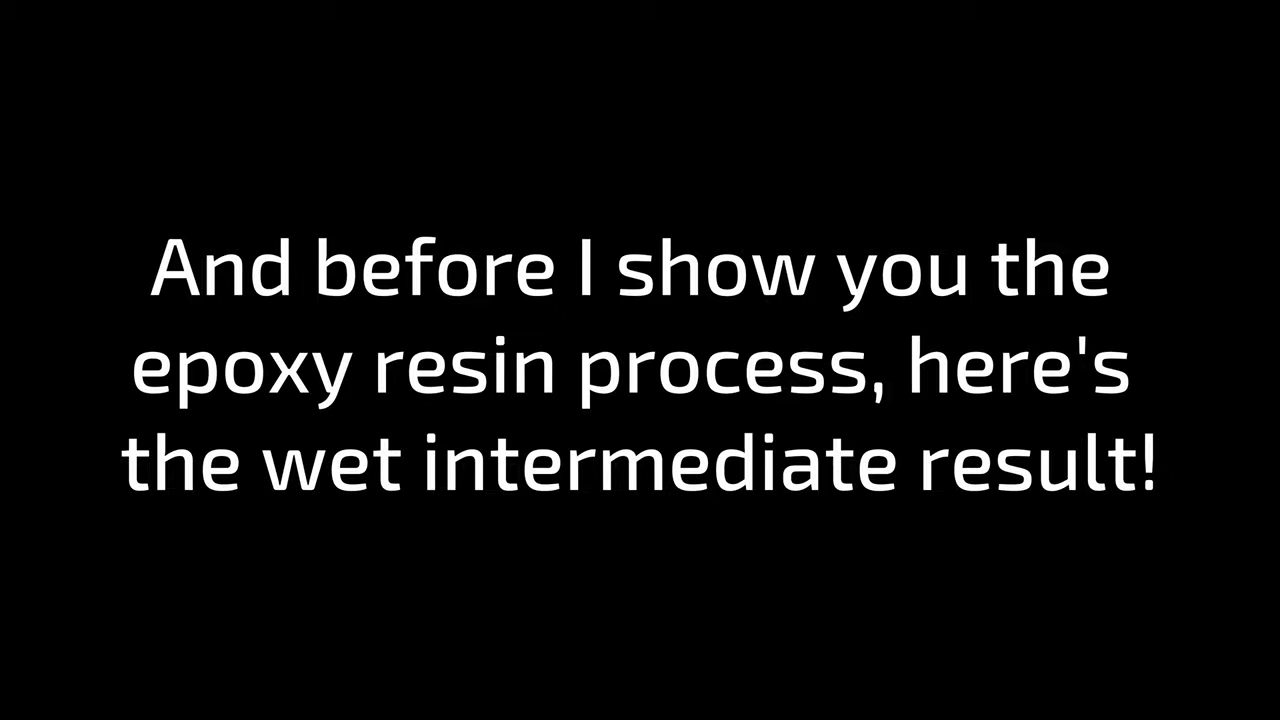 And before I show you the
epoxy resin process, here's
the wet intermediate result!